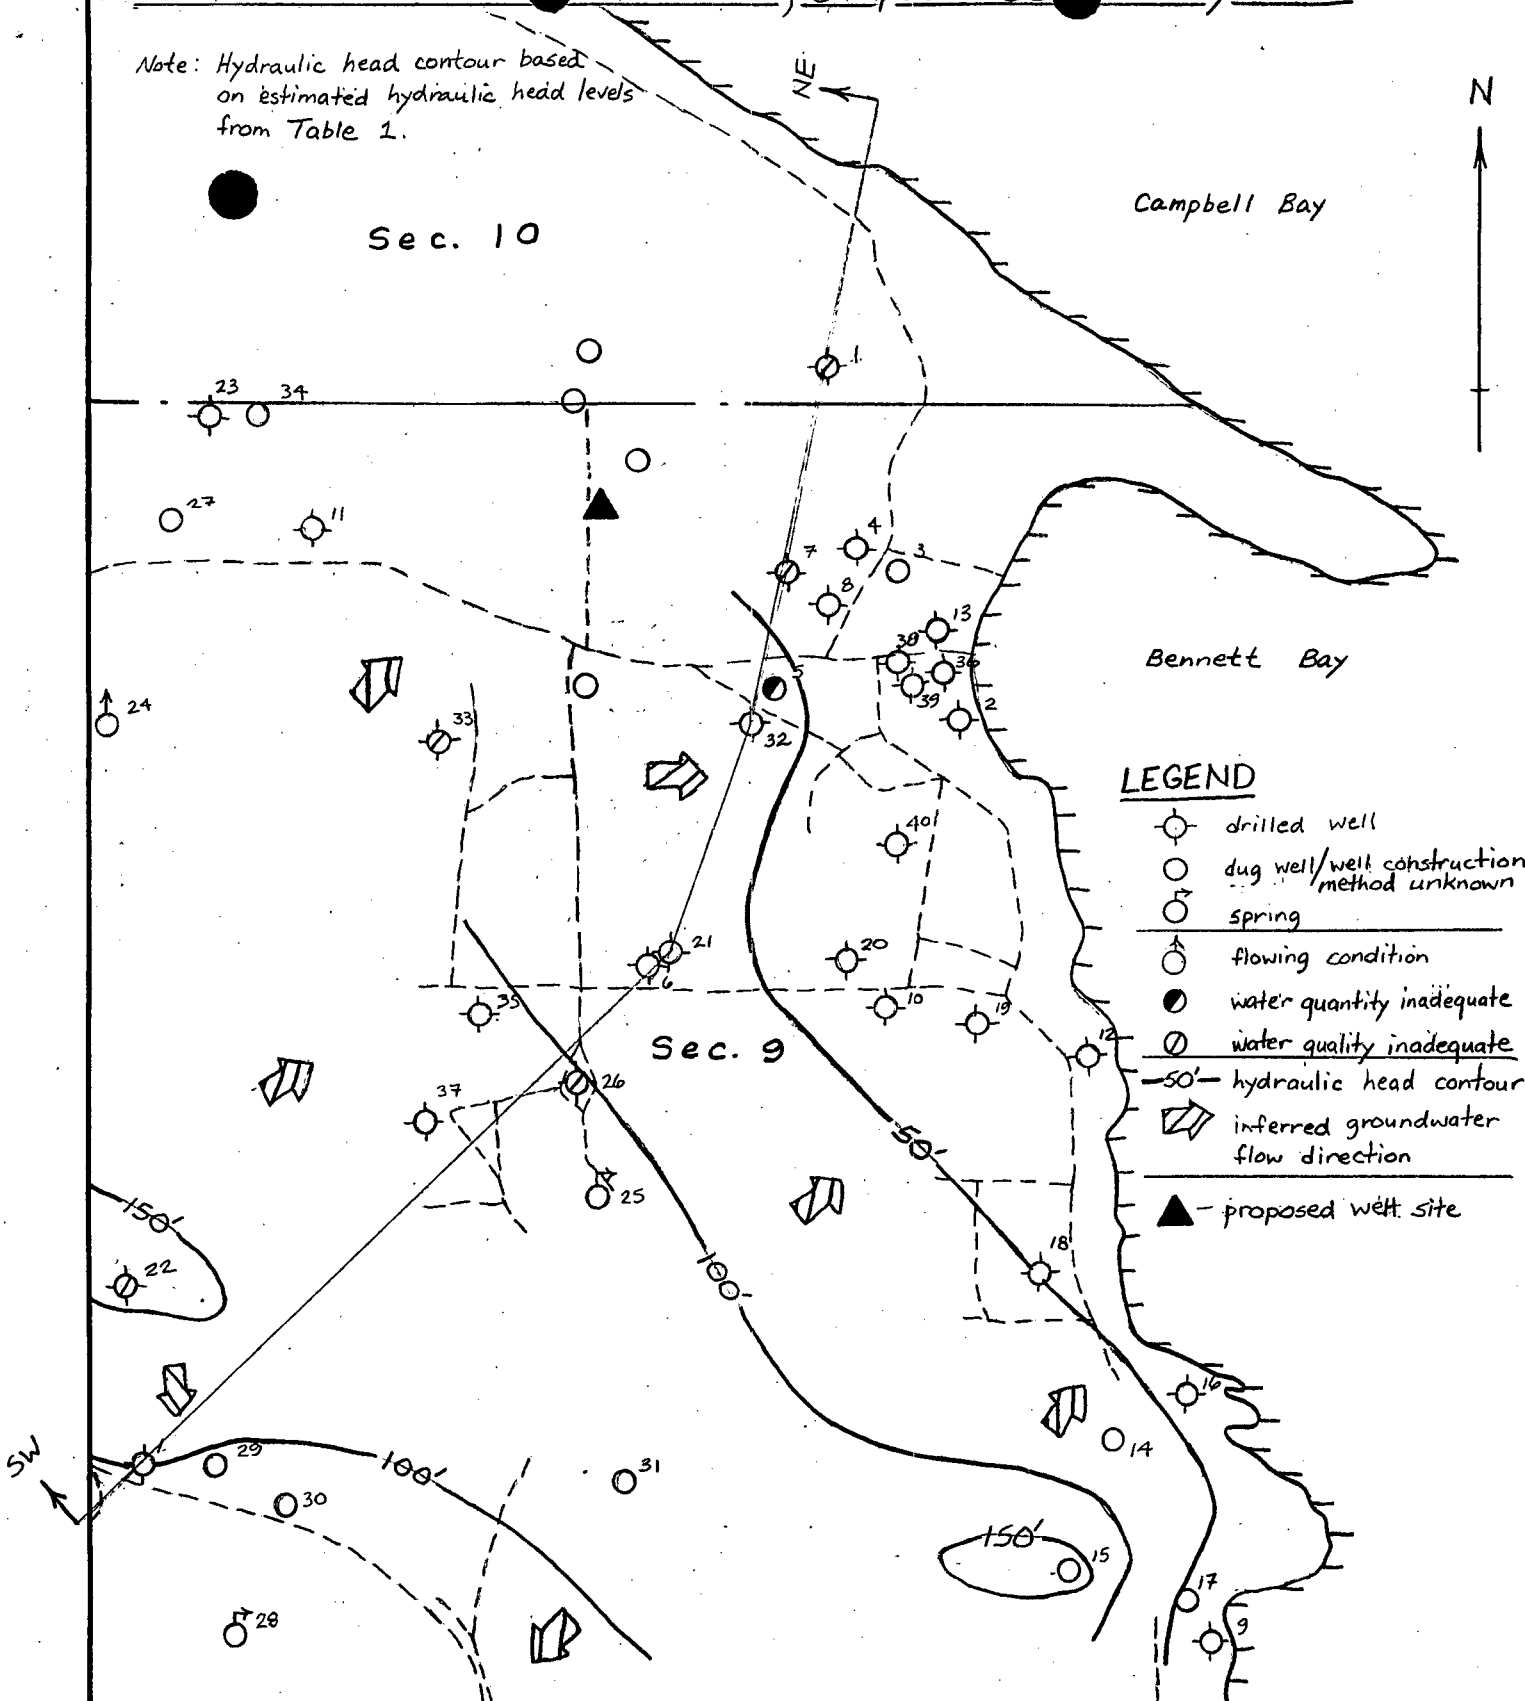 Note: Hydraulic head contour based
on estimated hydraulic head levels
from Table 1.
NE
N
Campbell Bay
Sec. 10
1
23
34
27
11
4
7
3
8
13
38
36
5
39
2
Bennett Bay
24
33
32
40
21
6
20
35
10
19
12
Sec. 9
26
37
25
50'
150'
22
100'
18
16
14
SW
29
100'
31
30
150'
15
17
28
9
LEGEND
drilled well
dug well/well construction
method unknown
spring
flowing condition
water quantity inadequate
water quality inadequate
-50'- hydraulic head contour
inferred groundwater
flow direction
- proposed well site